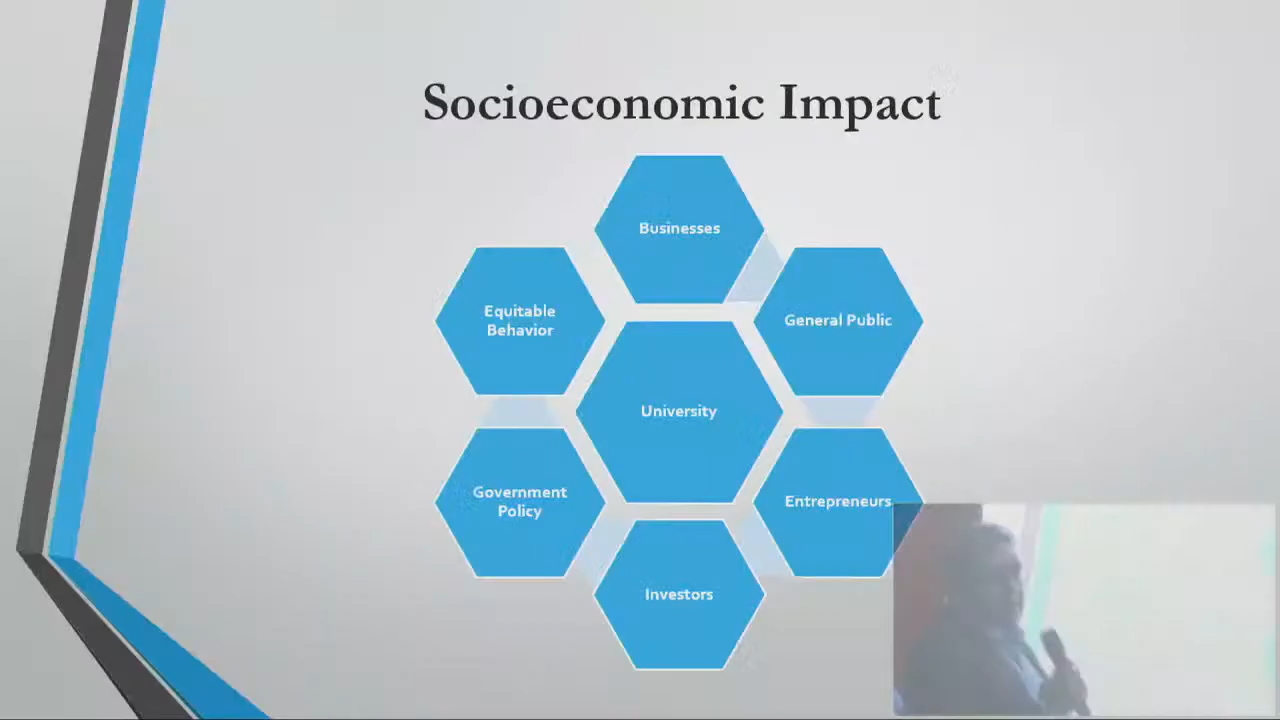 Socioeconomic Impact
Businesses
Equitable
Behavior
General Public
University
Government
Policy
Entrepreneurs
Investors